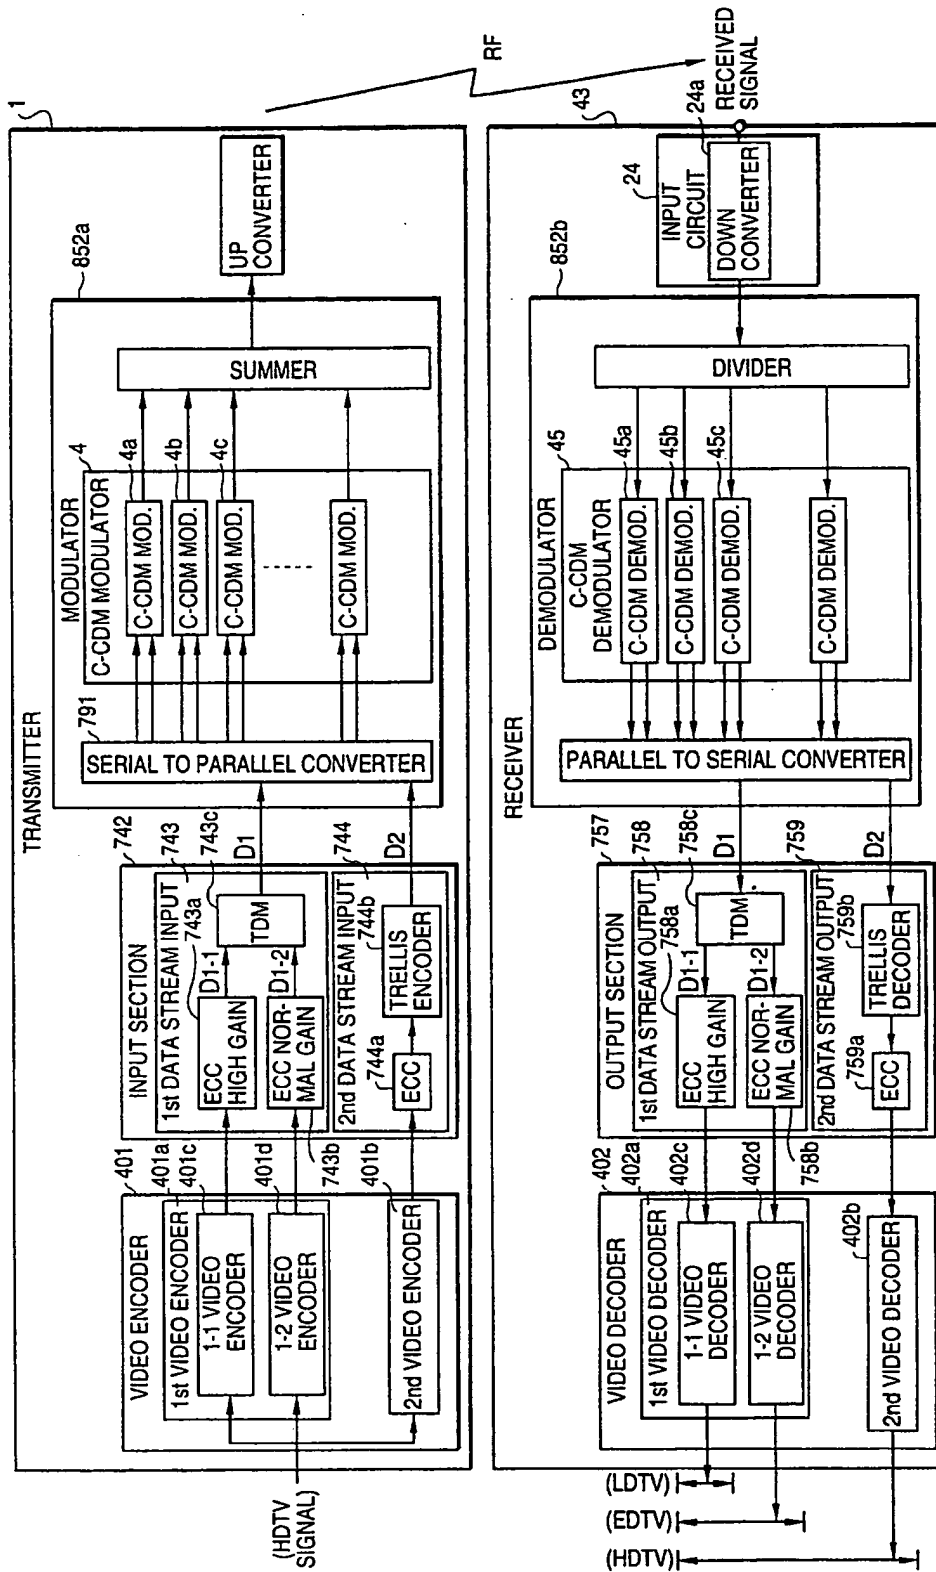 TRANSMITTER
1
VIDEO ENCODER
401
1st VIDEO ENCODER
401a
1-1 VIDEO
ENCODER
401c
1-2 VIDEO
ENCODER
401d
2nd VIDEO ENCODER
401b
(HDTV
SIGNAL)
INPUT SECTION
742
1st DATA STREAM INPUT
743
743a
ECC
HIGH GAIN
D1-1
ECC NOR-
MAL GAIN
743b
D1-2
TDM
743c
2nd DATA STREAM INPUT
744
744a
ECC
744b
TRELLIS
ENCODER
D1
D2
MODULATOR
852a
791
SERIAL TO PARALLEL CONVERTER
C-CDM MODULATOR
4
C-CDM MOD.
4a
C-CDM MOD.
4b
C-CDM MOD.
4c
C-CDM MOD.
SUMMER
UP
CONVERTER
RF
RECEIVER
43
RECEIVED
SIGNAL
INPUT
CIRCUIT
24
DOWN
CONVERTER
24a
DEMODULATOR
852b
DIVIDER
C-CDM
DEMODULATOR
45
C-CDM DEMOD.
45a
C-CDM DEMOD.
45b
C-CDM DEMOD.
45c
C-CDM DEMOD.
PARALLEL TO SERIAL CONVERTER
D1
D2
OUTPUT SECTION
757
1st DATA STREAM OUTPUT
758
758a
ECC
HIGH GAIN
D1-1
ECC NOR-
MAL GAIN
758b
D1-2
TDM
758c
2nd DATA STREAM OUTPUT
759
759a
ECC
759b
TRELLIS
DECODER
VIDEO DECODER
402
1st VIDEO DECODER
402a
1-1 VIDEO
DECODER
402c
1-2 VIDEO
DECODER
402d
2nd VIDEO DECODER
402b
(LDTV)
(EDTV)
(HDTV)